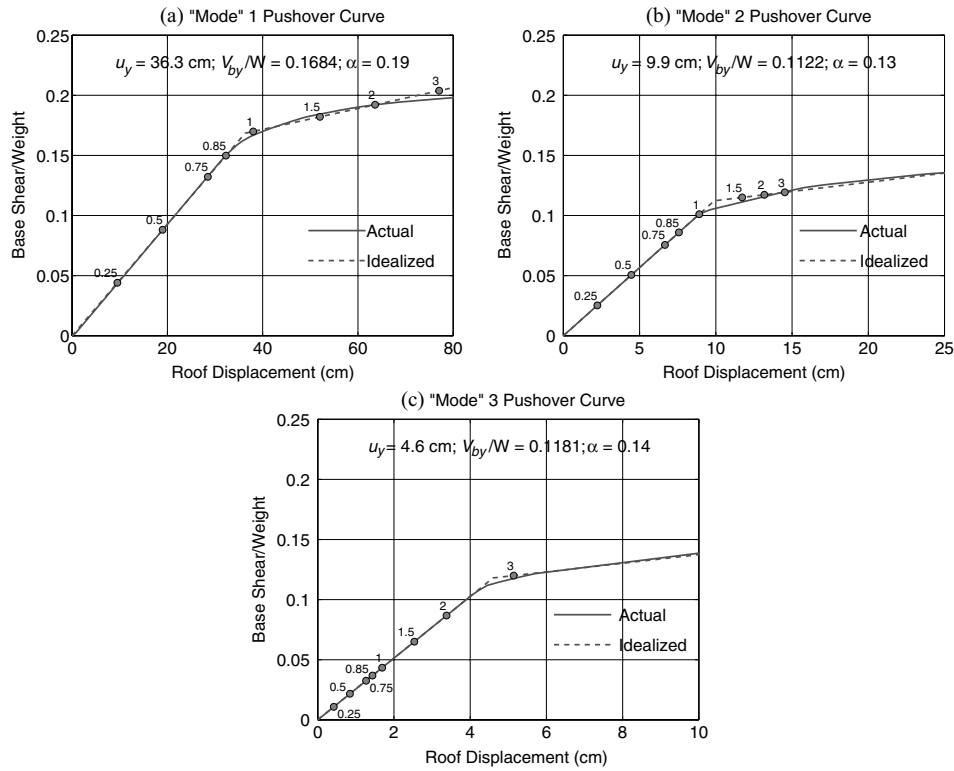 (a) "Mode" 1 Pushover Curve
0.25
0.2
0.15
0.1
0.05
0
Base Shear/Weight
u_y = 36.3 cm; V_by/W = 0.1684; α = 0.19
0.25
0.5
0.75
0.85
1
1.5
2
3
Actual
Idealized
0 20 40 60 80
Roof Displacement (cm)
(b) "Mode" 2 Pushover Curve
0.25
0.2
0.15
0.1
0.05
0
Base Shear/Weight
u_y = 9.9 cm; V_by/W = 0.1122; α = 0.13
0.25
0.5
0.75
0.85
1
1.5
2
3
Actual
Idealized
0 5 10 15 20 25
Roof Displacement (cm)
(c) "Mode" 3 Pushover Curve
0.25
0.2
0.15
0.1
0.05
0
Base Shear/Weight
u_y = 4.6 cm; V_by/W = 0.1181; α = 0.14
0.25
0.5
0.85
0.75
1
1.5
2
3
Actual
Idealized
0 2 4 6 8 10
Roof Displacement (cm)